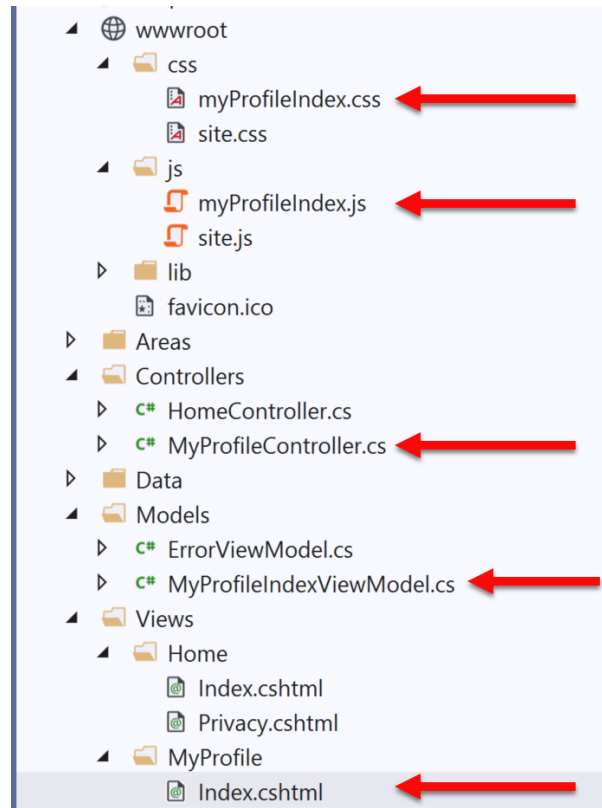 wwwroot
css
myProfileIndex.css
site.css
js
myProfileIndex.js
site.js
lib
favicon.ico
Areas
Controllers
C# HomeController.cs
C# MyProfileController.cs
Data
Models
C# ErrorViewModel.cs
C# MyProfileIndexViewModel.cs
Views
Home
Index.cshtml
Privacy.cshtml
MyProfile
Index.cshtml